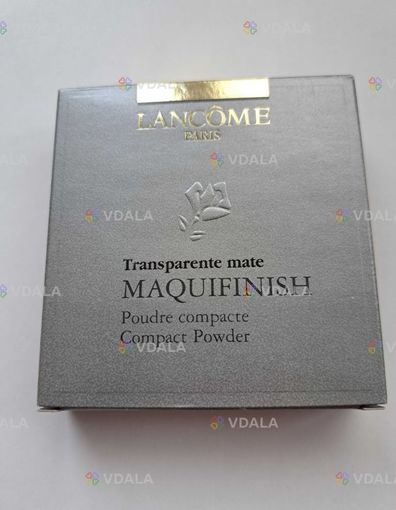 LANCÔME
PARIS
Transparente mate
MAQUIFINISH
Poudre compacte
Compact Powder
VDALA